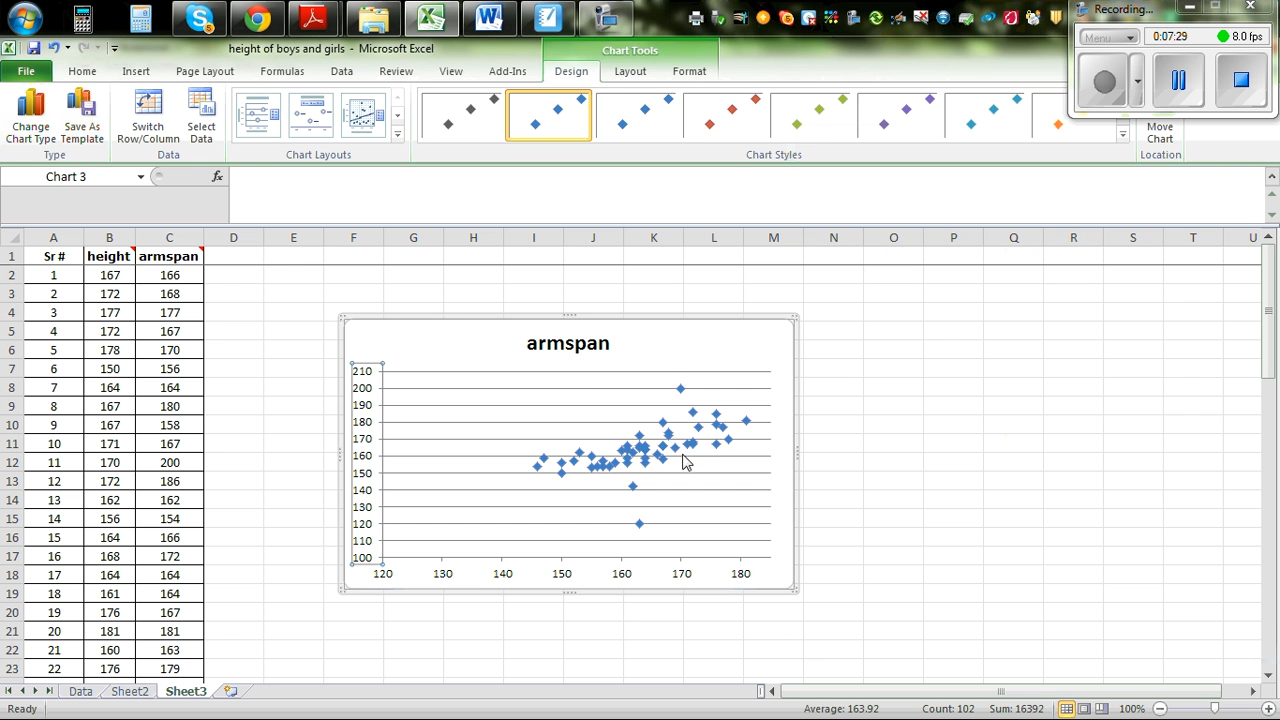 Recording...
Menu 0:07:29 8.0 fps
height of boys and girls - Microsoft Excel
Chart Tools
File Home Insert Page Layout Formulas Data Review View Add-Ins Design Layout Format
Change Chart Type
Save As Template
Switch Row/Column
Select Data
Move Chart
Type Data Chart Layouts Chart Styles Location
Chart 3 fx
A B C D E F G H I J K L M N O P Q R S T U
1 Sr # height armspan
2 1 167 166
3 2 172 168
4 3 177 177
5 4 172 167
6 5 178 170
7 6 150 156
8 7 164 164
9 8 167 180
10 9 167 158
11 10 171 167
12 11 170 200
13 12 172 186
14 13 162 162
15 14 156 154
16 15 164 166
17 16 168 172
18 17 164 164
19 18 161 164
20 19 176 167
21 20 181 181
22 21 160 163
23 22 176 179
armspan
210
200
190
180
170
160
150
140
130
120
110
100
120 130 140 150 160 170 180
Data Sheet2 Sheet3
Ready Average: 163.92 Count: 102 Sum: 16392 100%